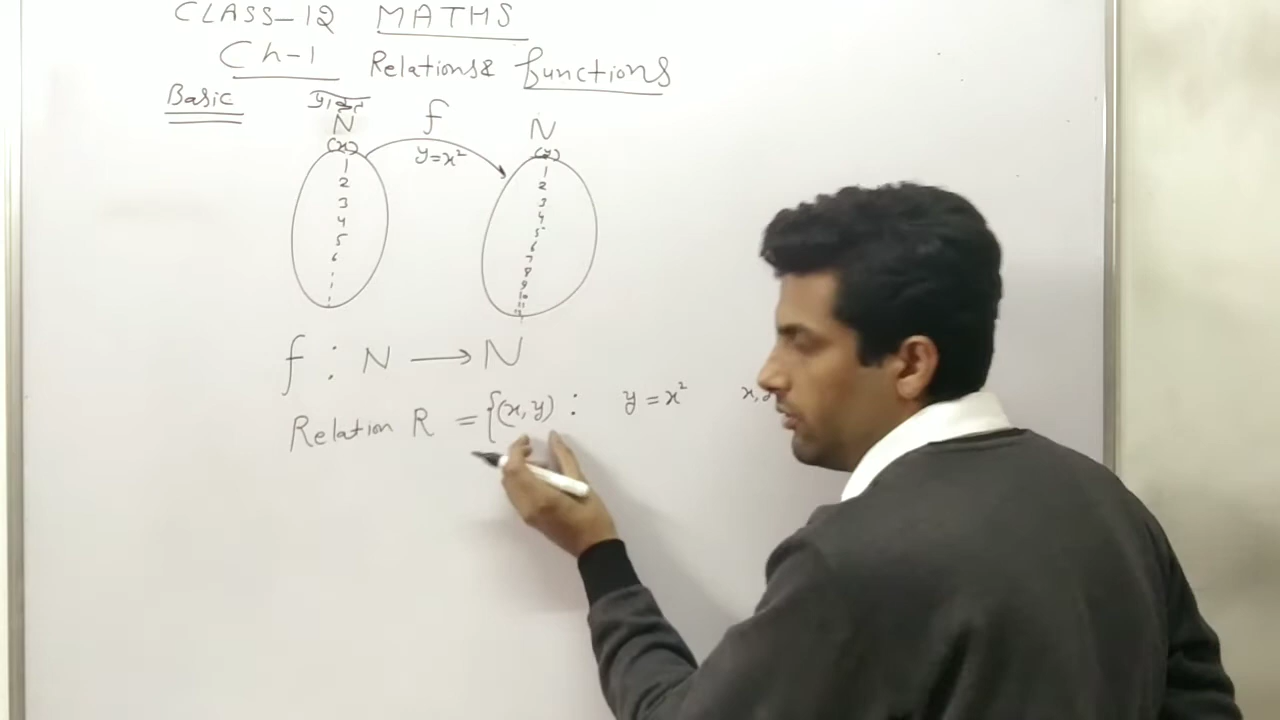 CLASS-12 MATHS
Ch-1 Relations & functions
Basic
N f N
(x) y=x² (y)
1 1
2 2
3 3
4 4
5 5
6 6
7
8
9
10
11
f : N ⟶ N
Relation R = {(x,y) : y=x² x,